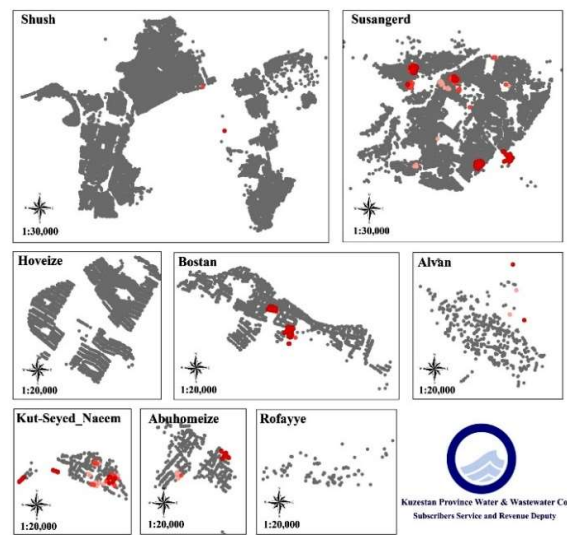 Shush
1:30,000
Susangerd
1:30,000
Hoveize
1:20,000
Bostan
1:20,000
Alvan
1:20,000
Kut-Seyed_Naeem
1:20,000
Abuhomeize
1:20,000
Rofayye
1:20,000
Kuzestan Province Water & Wastewater Co
Subscribers Service and Revenue Deputy